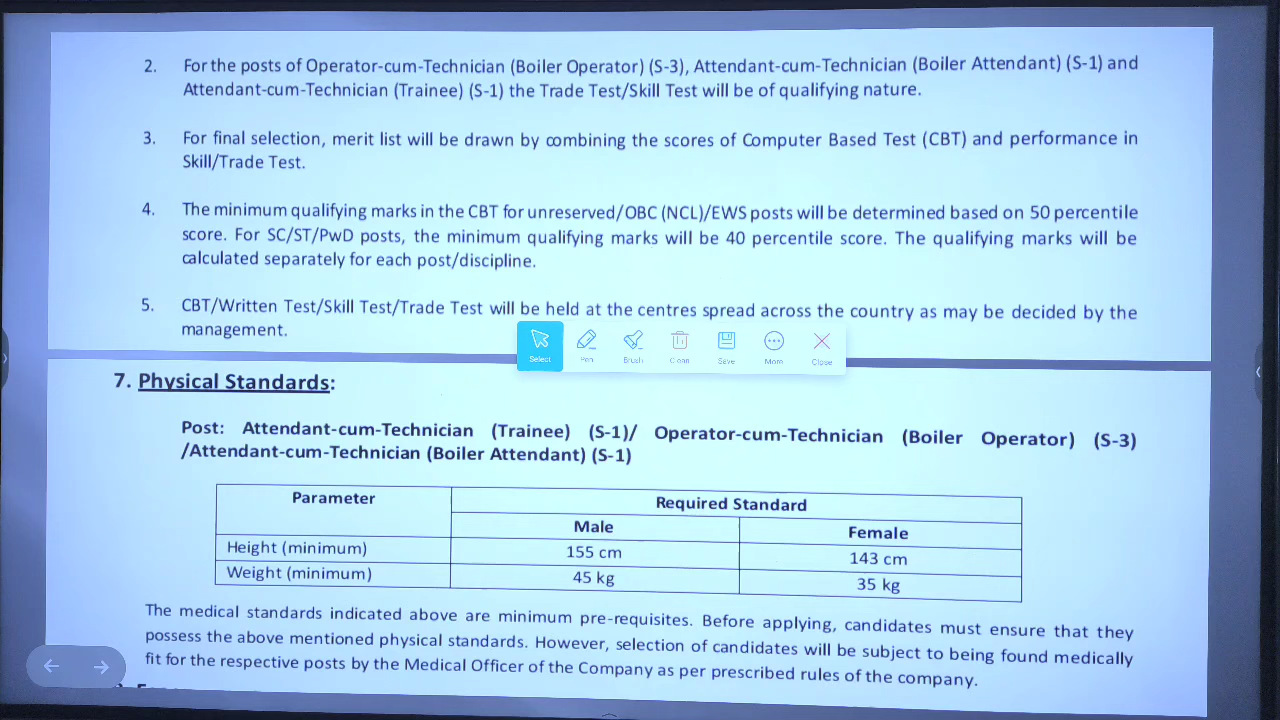 2. For the posts of Operator-cum-Technician (Boiler Operator) (S-3), Attendant-cum-Technician (Boiler Attendant) (S-1) and
Attendant-cum-Technician (Trainee) (S-1) the Trade Test/Skill Test will be of qualifying nature.
3. For final selection, merit list will be drawn by combining the scores of Computer Based Test (CBT) and performance in
Skill/Trade Test.
4. The minimum qualifying marks in the CBT for unreserved/OBC (NCL)/EWS posts will be determined based on 50 percentile
score. For SC/ST/PwD posts, the minimum qualifying marks will be 40 percentile score. The qualifying marks will be
calculated separately for each post/discipline.
5. CBT/Written Test/Skill Test/Trade Test will be held at the centres spread across the country as may be decided by the
management.
Select Pen Brush Clean Save More Close
7. Physical Standards:
Post: Attendant-cum-Technician (Trainee) (S-1)/ Operator-cum-Technician (Boiler Operator) (S-3)
/Attendant-cum-Technician (Boiler Attendant) (S-1)
Parameter Required Standard
Male Female
Height (minimum) 155 cm 143 cm
Weight (minimum) 45 kg 35 kg
The medical standards indicated above are minimum pre-requisites. Before applying, candidates must ensure that they
possess the above mentioned physical standards. However, selection of candidates will be subject to being found medically
fit for the respective posts by the Medical Officer of the Company as per prescribed rules of the company.